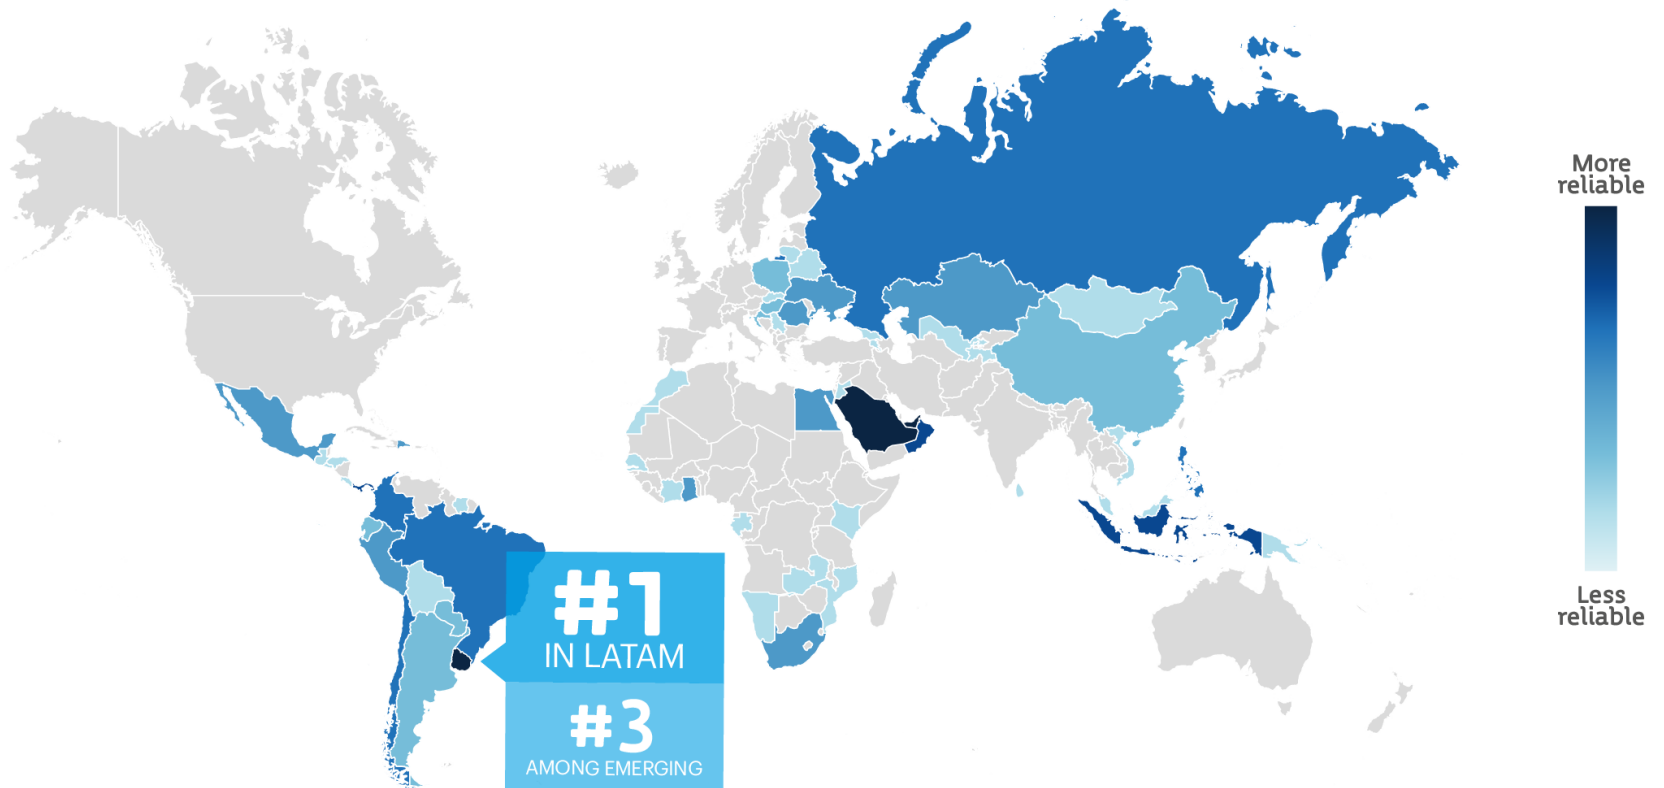 More
reliable
#1
IN LATAM
#3
AMONG EMERGING
Less
reliable